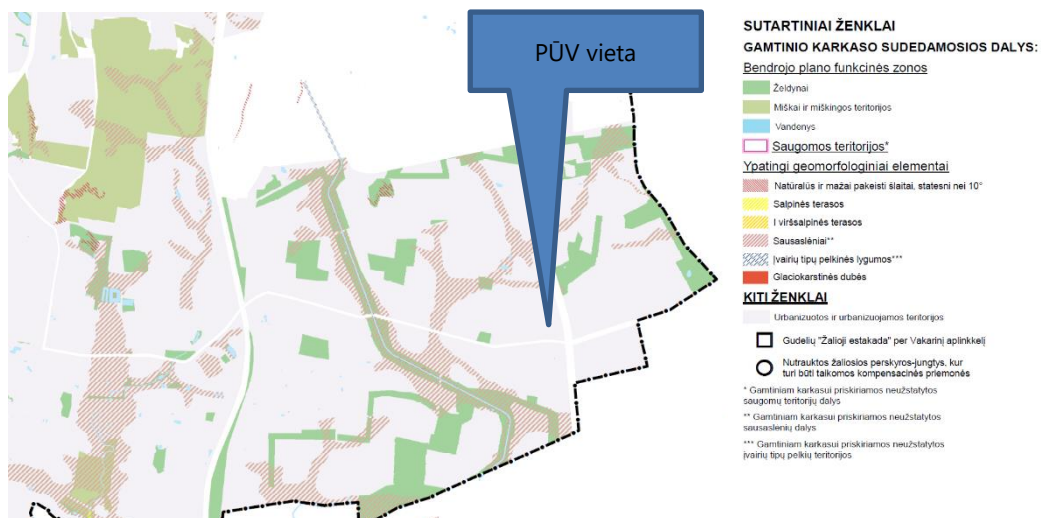 PŪV vieta
SUTARTINIAI ŽENKLAI
GAMTINIO KARKASO SUDEDAMOSIOS DALYS:
Bendrojo plano funkcinės zonos
Želdynai
Miškai ir miškingos teritorijos
Vandenys
Saugomos teritorijos*
Ypatingi geomorfologiniai elementai
Natūralūs ir mažai pakeisti šlaitai, statesni nei 10°
Salpinės terasos
I viršsalpinės terasos
Sausaslėniai**
Įvairių tipų pelkinės lygumos***
Glaciokarstinės dubės
KITI ŽENKLAI
Urbanizuotos ir urbanizuojamos teritorijos
Gudelių "Žalioji estakada" per Vakarinį aplinkkelį
Nutrauktos žaliosios perskyros-jungtys, kur
turi būti taikomos kompensacinės priemonės
* Gamtiniam karkasui priskiriamos neužstatytos
saugomų teritorijų dalys
** Gamtiniam karkasui priskiriamos neužstatytos
sausaslėnių dalys
*** Gamtiniam karkasui priskiriamos neužstatytos
įvairių tipų pelkių teritorijos